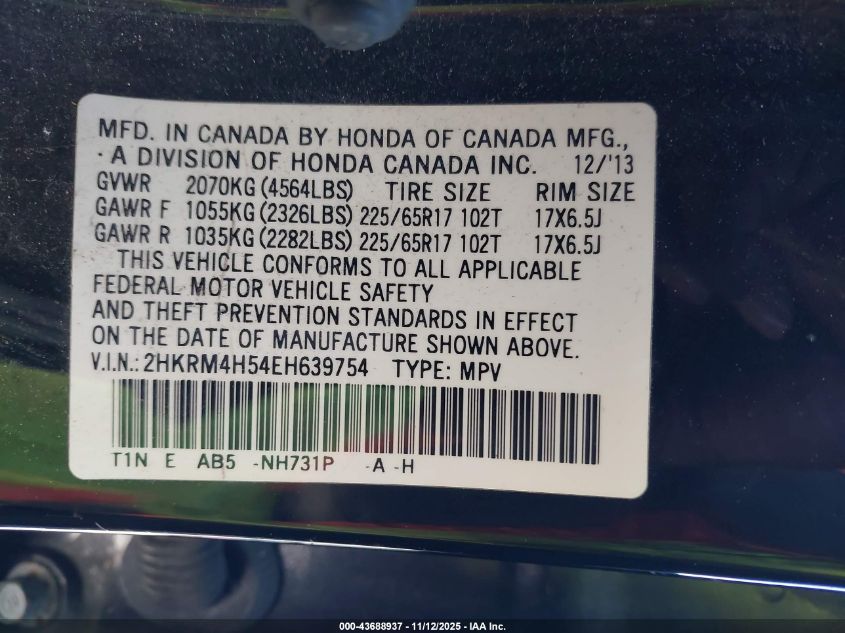 MFD. IN CANADA BY HONDA OF CANADA MFG.,
A DIVISION OF HONDA CANADA INC. 12/'13
GVWR 2070KG (4564LBS) TIRE SIZE RIM SIZE
GAWR F 1055KG (2326LBS) 225/65R17 102T 17X6.5J
GAWR R 1035KG (2282LBS) 225/65R17 102T 17X6.5J
THIS VEHICLE CONFORMS TO ALL APPLICABLE
FEDERAL MOTOR VEHICLE SAFETY
AND THEFT PREVENTION STANDARDS IN EFFECT
ON THE DATE OF MANUFACTURE SHOWN ABOVE.
V.I.N.: 2HKRM4H54EH639754 TYPE: MPV
T1N E AB5 -NH731P -A -H
000-43688937 - 11/12/2025 - IAA Inc.